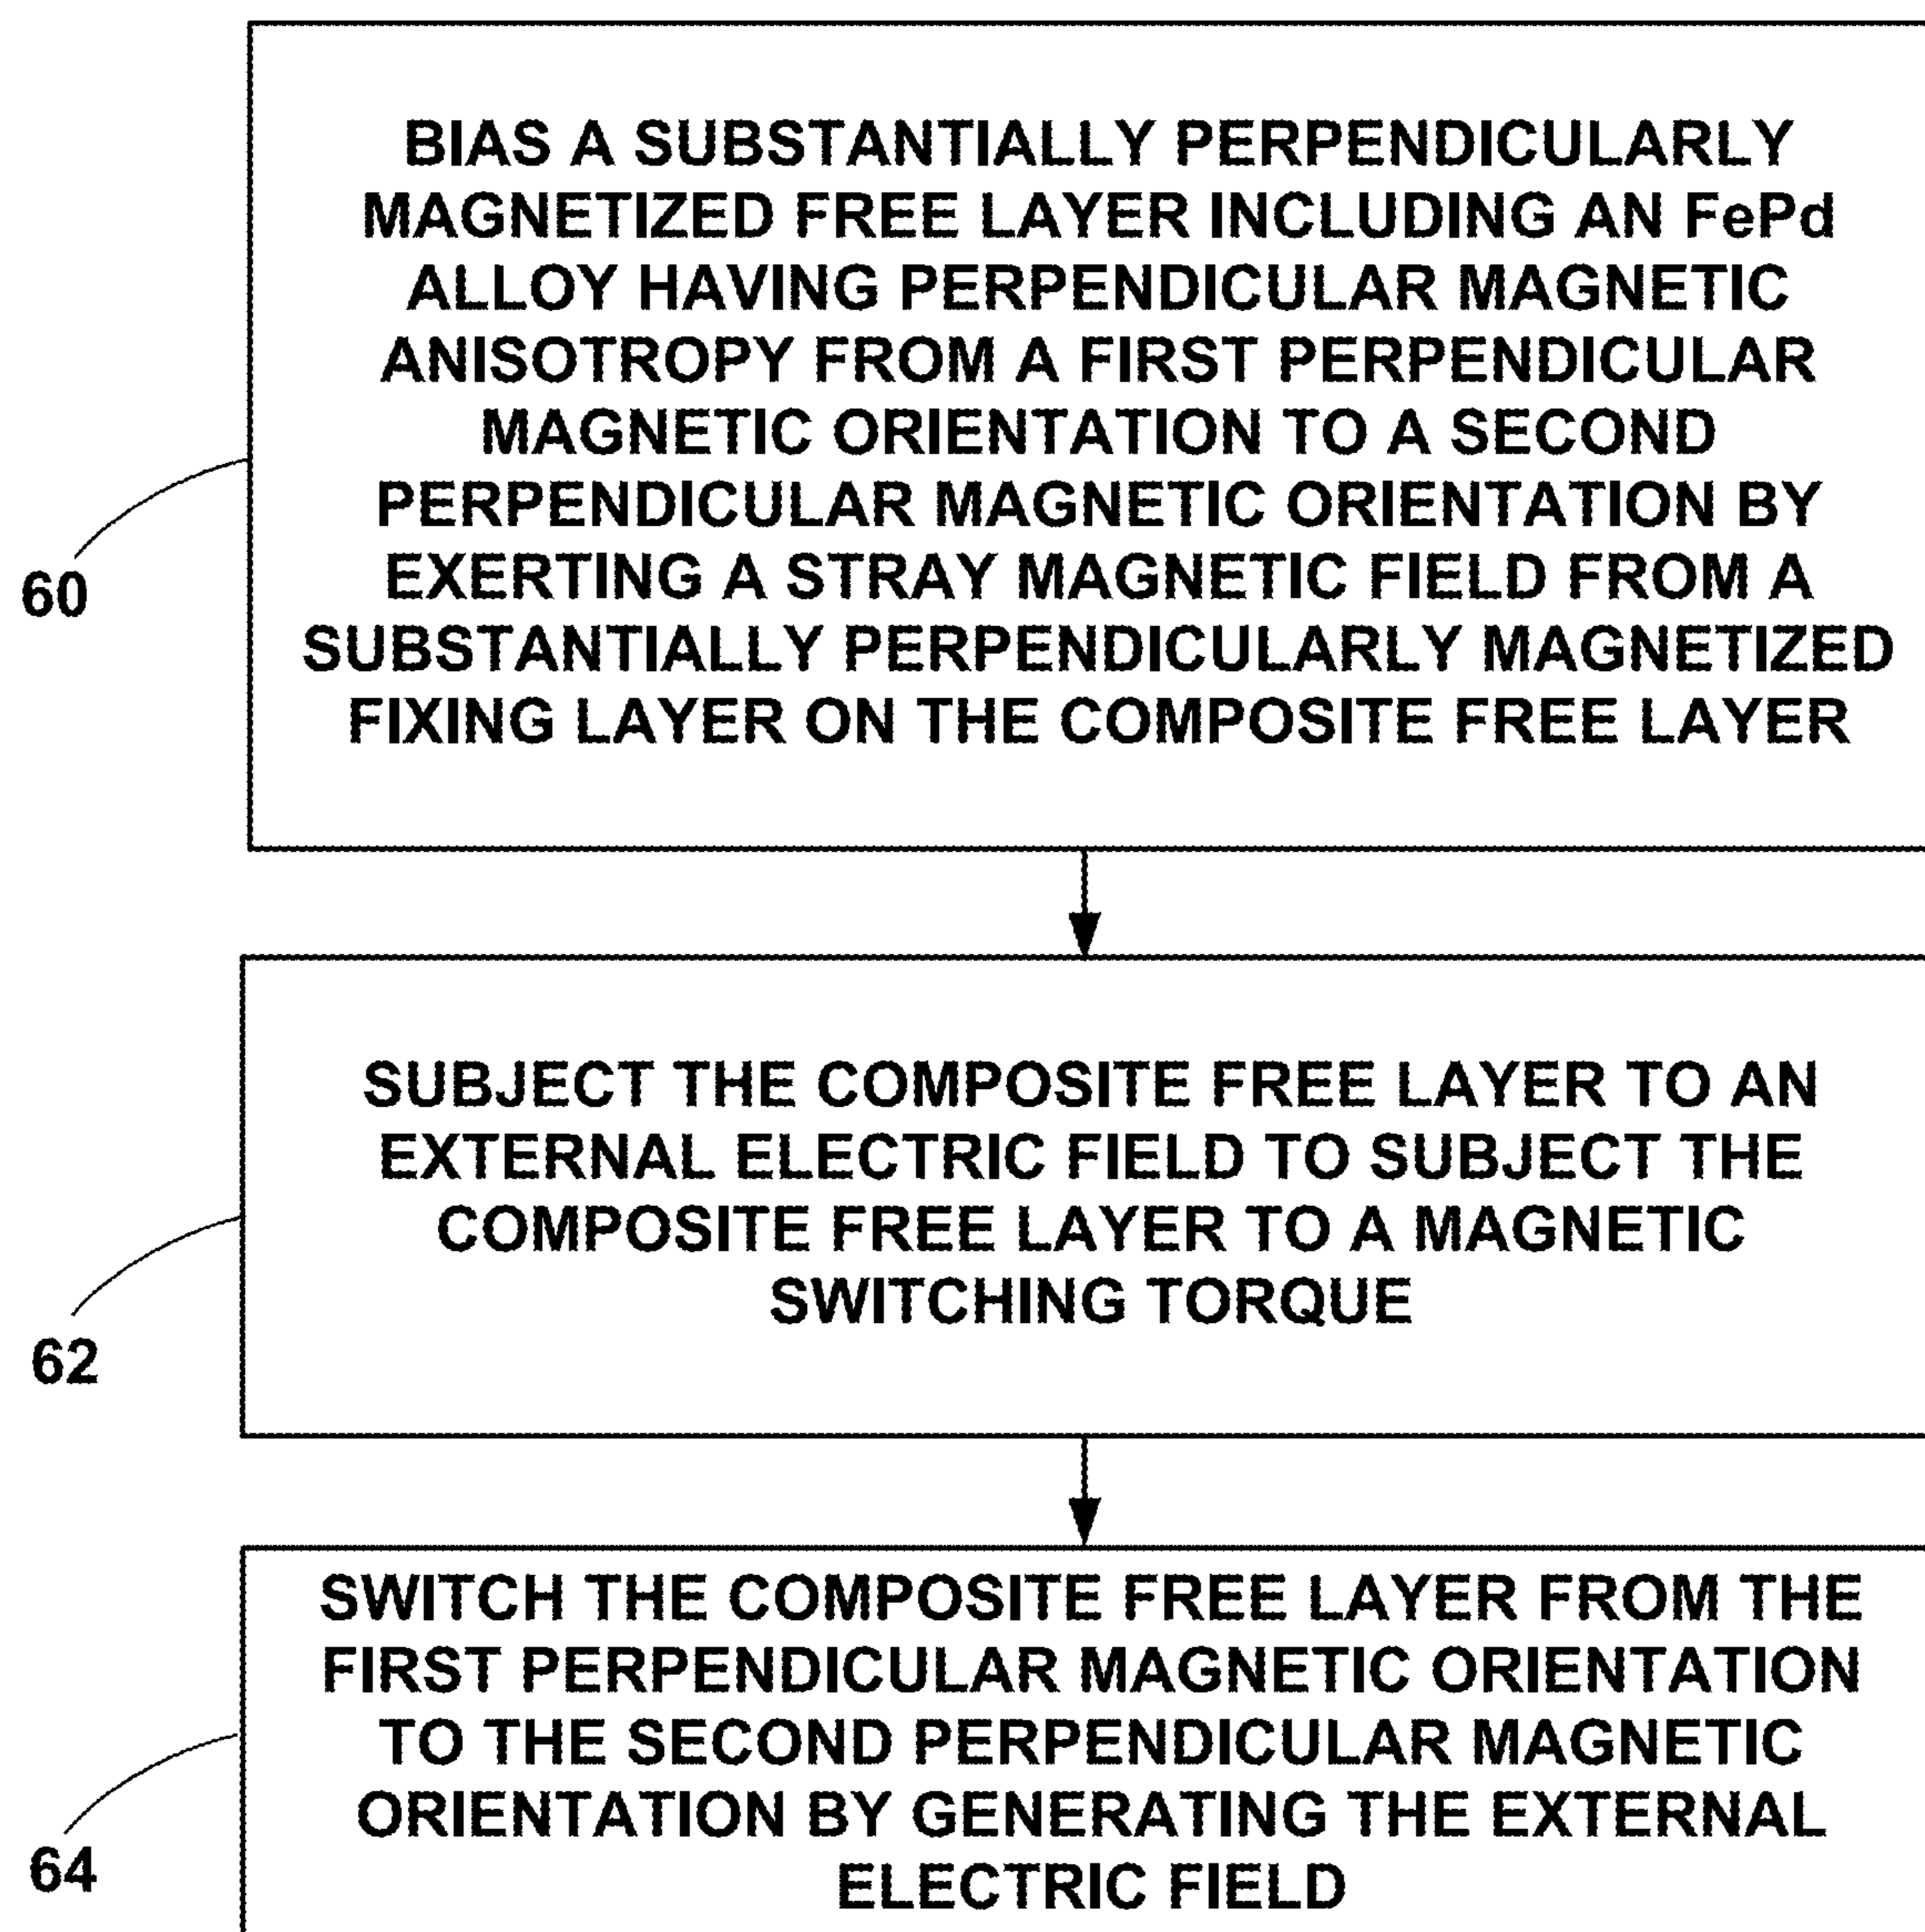 BIAS A SUBSTANTIALLY PERPENDICULARLY
MAGNETIZED FREE LAYER INCLUDING AN FePd
ALLOY HAVING PERPENDICULAR MAGNETIC
ANISOTROPY FROM A FIRST PERPENDICULAR
MAGNETIC ORIENTATION TO A SECOND
PERPENDICULAR MAGNETIC ORIENTATION BY
EXERTING A STRAY MAGNETIC FIELD FROM A
SUBSTANTIALLY PERPENDICULARLY MAGNETIZED
FIXING LAYER ON THE COMPOSITE FREE LAYER
60
SUBJECT THE COMPOSITE FREE LAYER TO AN
EXTERNAL ELECTRIC FIELD TO SUBJECT THE
COMPOSITE FREE LAYER TO A MAGNETIC
SWITCHING TORQUE
62
SWITCH THE COMPOSITE FREE LAYER FROM THE
FIRST PERPENDICULAR MAGNETIC ORIENTATION
TO THE SECOND PERPENDICULAR MAGNETIC
ORIENTATION BY GENERATING THE EXTERNAL
ELECTRIC FIELD
64